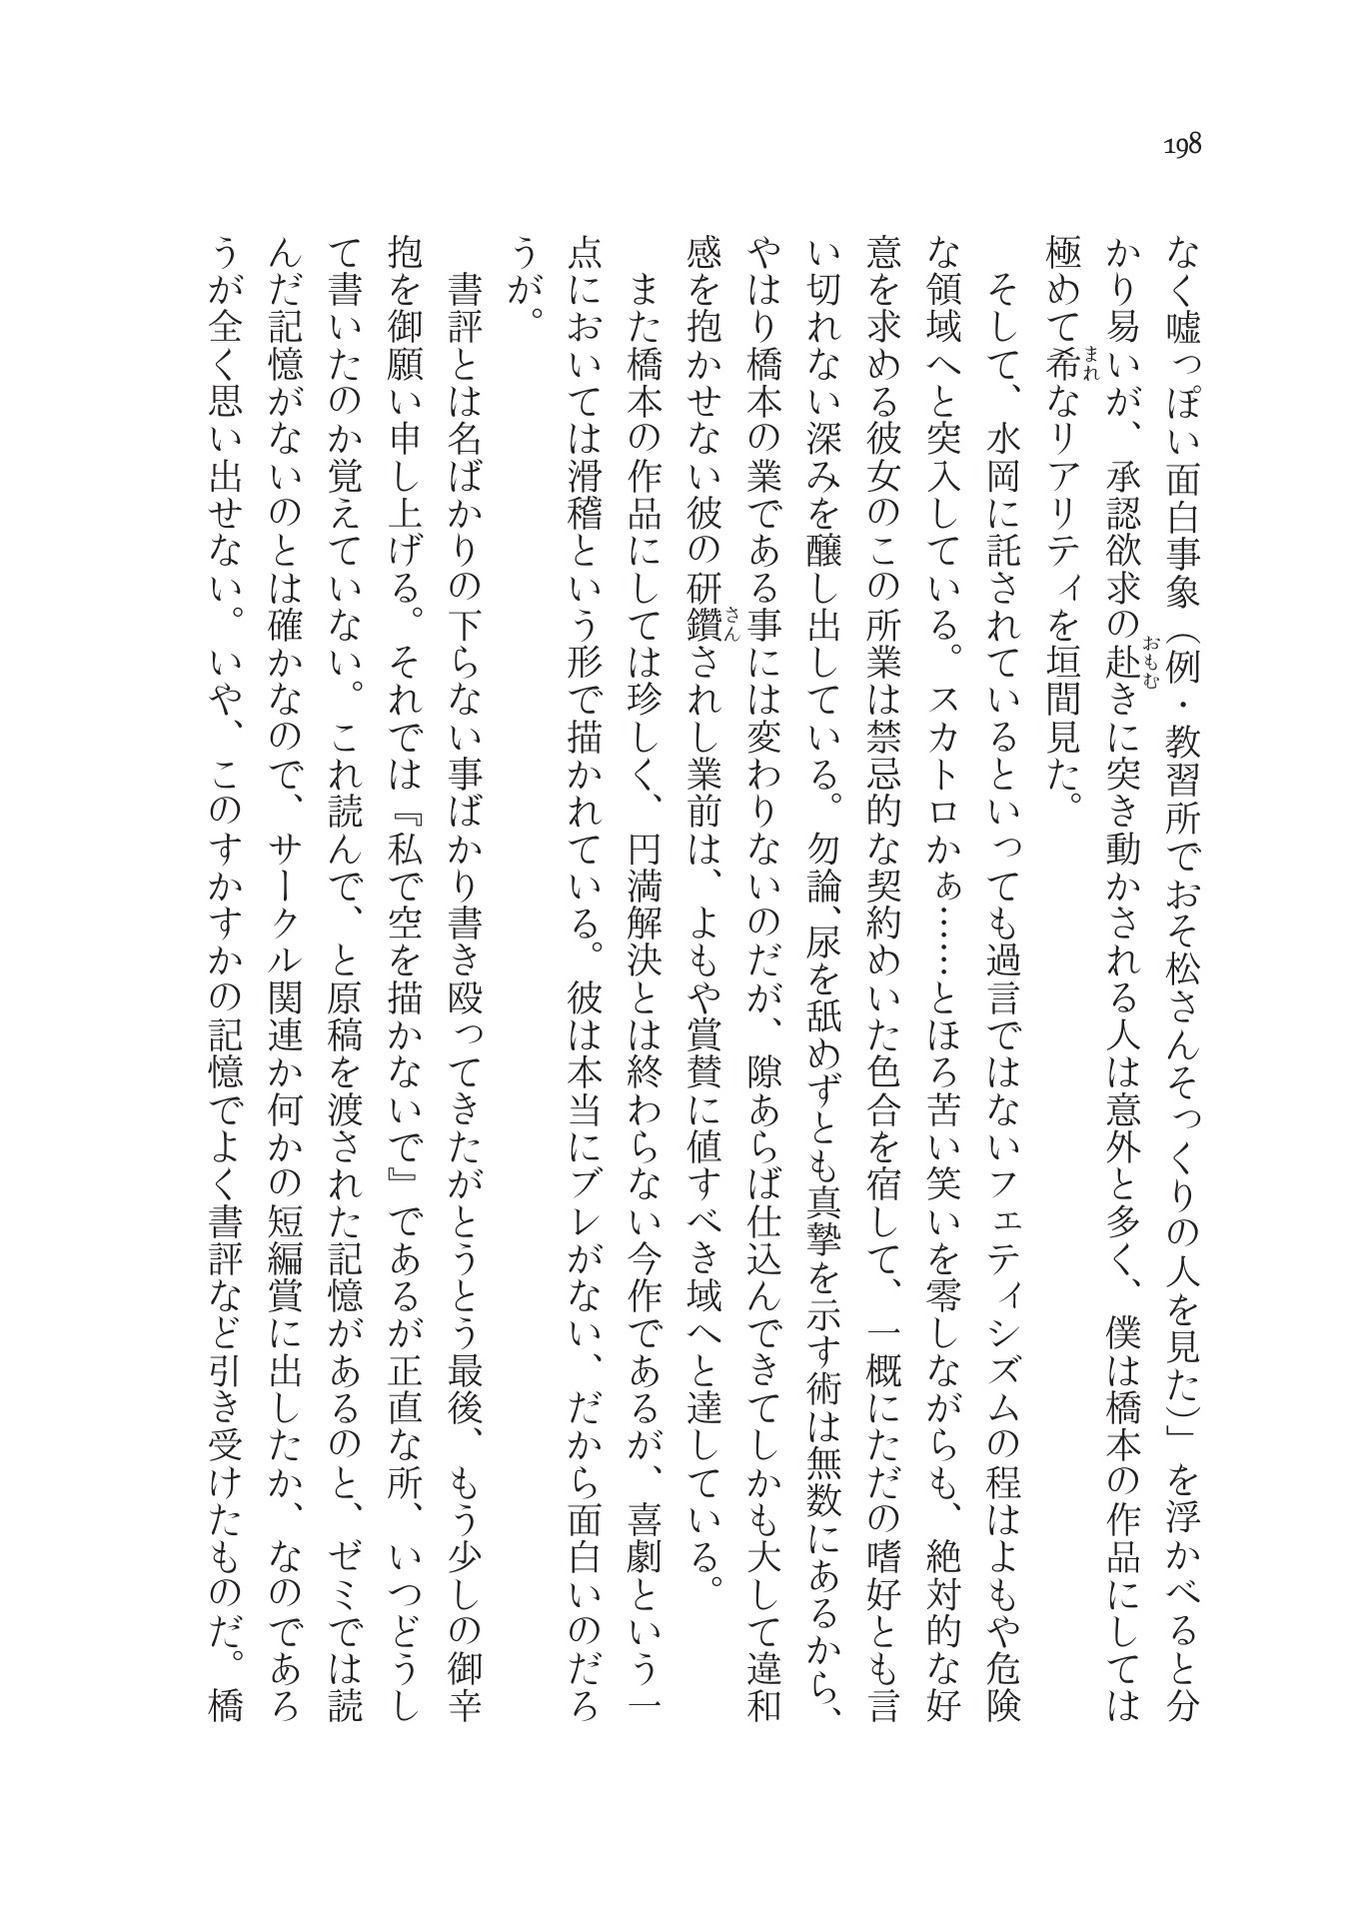 198
なく嘘っぽい面白事象（例・教習所でおそ松さんそっくりの人を見た）」を浮かべると分
かり易いが、承認欲求の赴きに突き動かされる人は意外と多く、僕は橋本の作品にしては
おもむ
極めて希なリアリティを垣間見た。
まれ
そして、水岡に託されているといっても過言ではないフェティシズムの程はよもや危険
な領域へと突入している。スカトロかぁ……とほろ苦い笑いを零しながらも、絶対的な好
意を求める彼女のこの所業は禁忌的な契約めいた色合を宿して、一概にただの嗜好とも言
い切れない深みを醸し出している。勿論、尿を舐めずとも真摯を示す術は無数にあるから、
やはり橋本の業である事には変わりないのだが、隙あらば仕込んできてしかも大して違和
感を抱かせない彼の研鑽されし業前は、よもや賞賛に値すべき域へと達している。
さん
また橋本の作品にしては珍しく、円満解決とは終わらない今作であるが、喜劇という一
点においては滑稽という形で描かれている。彼は本当にブレがない、だから面白いのだろ
うが。
書評とは名ばかりの下らない事ばかり書き殴ってきたがとうとう最後、もう少しの御辛
抱を御願い申し上げる。それでは『私で空を描かないで』であるが正直な所、いつどうし
て書いたのか覚えていない。これ読んで、と原稿を渡された記憶があるのと、ゼミでは読
んだ記憶がないのとは確かなので、サークル関連か何かの短編賞に出したか、なのであろ
うが全く思い出せない。いや、このすかすかの記憶でよく書評など引き受けたものだ。橋